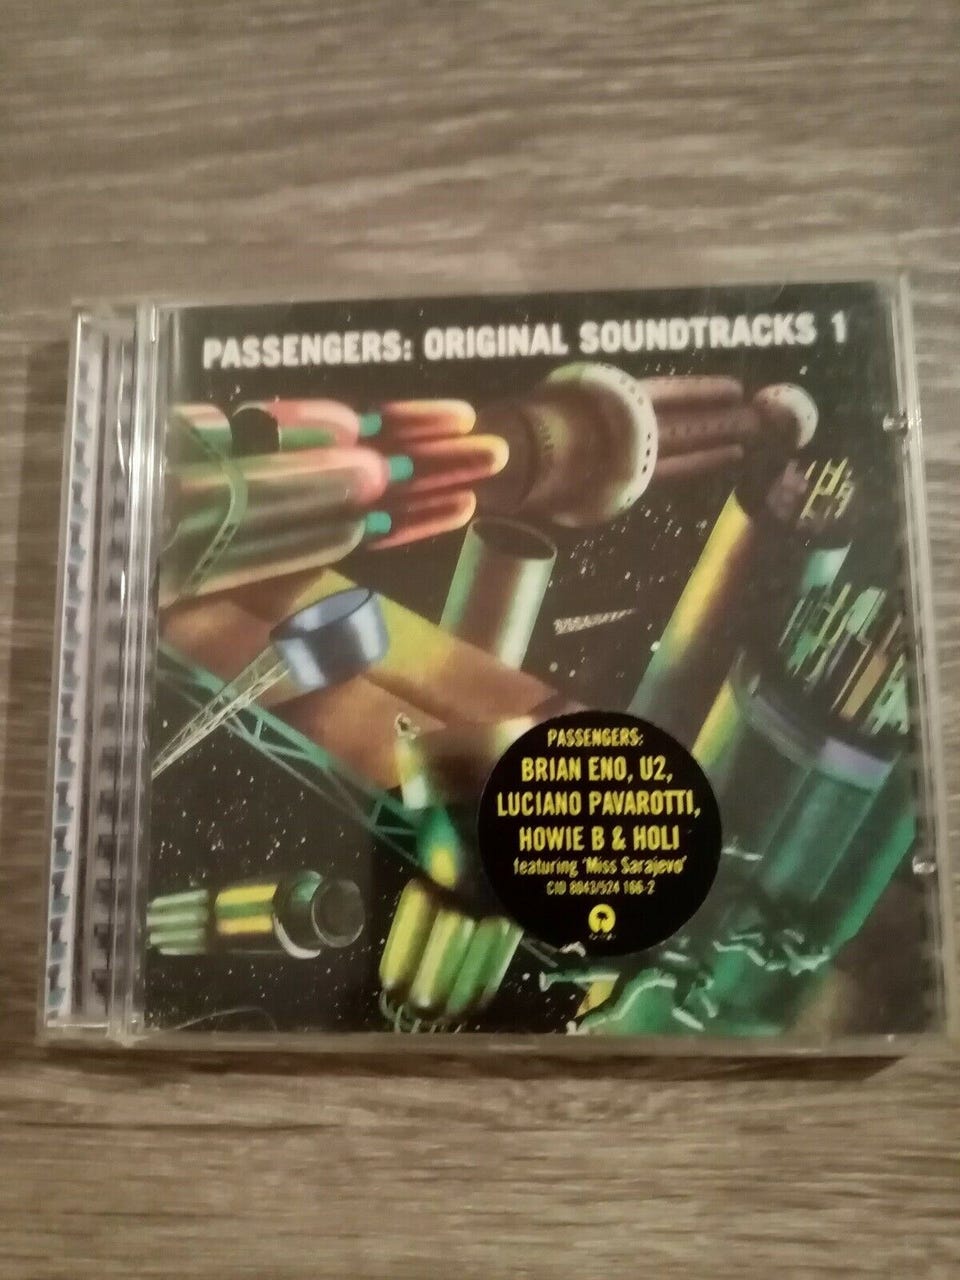 PASSENGERS: ORIGINAL SOUNDTRACKS 1
PASSENGERS:
BRIAN ENO, U2,
LUCIANO PAVAROTTI,
HOWIE B & HOLI
featuring 'Miss Sarajevo'
CID 8043/524 166-2